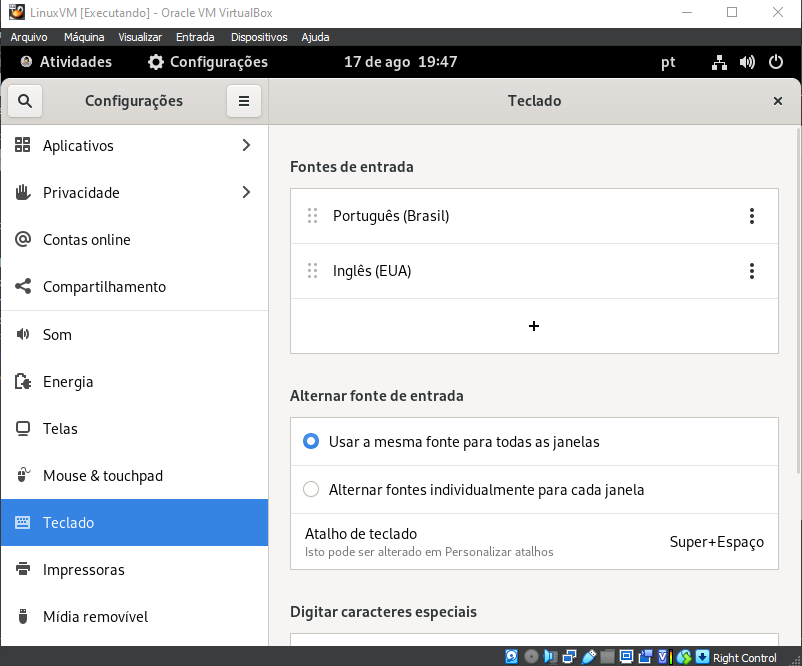 LinuxVM [Executando] - Oracle VM VirtualBox
Arquivo Máquina Visualizar Entrada Dispositivos Ajuda
Atividades Configurações 17 de ago 19:47 pt
Configurações
Teclado
Aplicativos
Privacidade
Contas online
Compartilhamento
Som
Energia
Telas
Mouse & touchpad
Teclado
Impressoras
Mídia removível
Fontes de entrada
Português (Brasil)
Inglês (EUA)
+
Alternar fonte de entrada
Usar a mesma fonte para todas as janelas
Alternar fontes individualmente para cada janela
Atalho de teclado
Isto pode ser alterado em Personalizar atalhos
Super+Espaço
Digitar caracteres especiais
Right Control